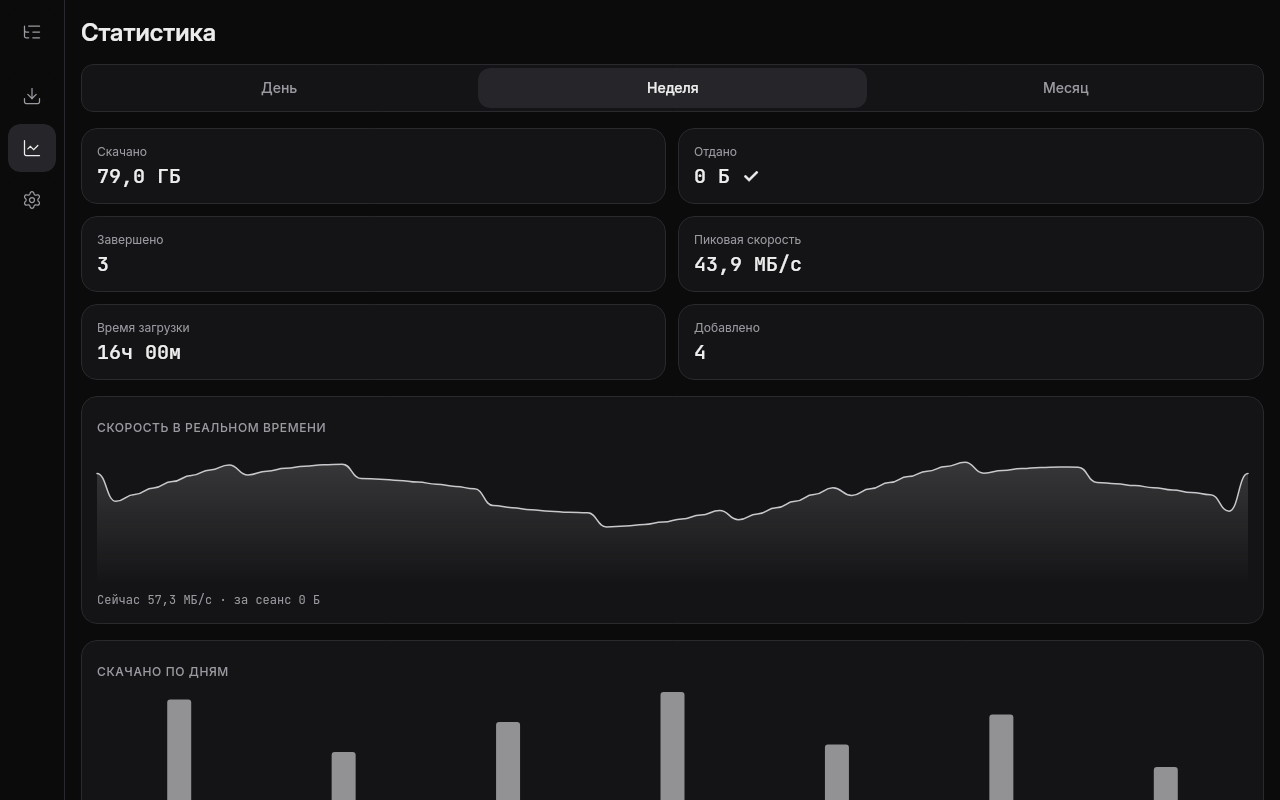 Статистика
День
Неделя
Месяц
Скачано
79,0 ГБ
Отдано
0 Б ✓
Завершено
3
Пиковая скорость
43,9 МБ/с
Время загрузки
16ч 00м
Добавлено
4
СКОРОСТЬ В РЕАЛЬНОМ ВРЕМЕНИ
Сейчас 57,3 МБ/с · за сеанс 0 Б
СКАЧАНО ПО ДНЯМ